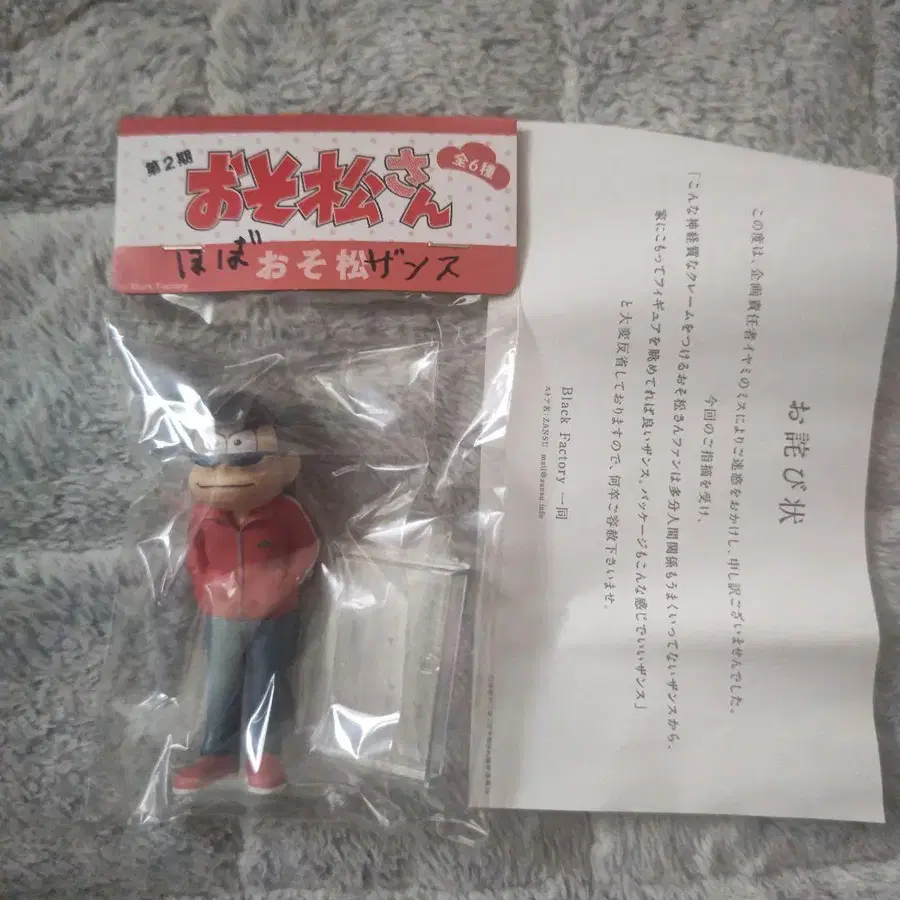 第2期
おそ松さん
全6種
ほぼ おそ松ザンス
Black Factory
お詫び状
この度は、企画責任者イヤミのミスによりご迷惑をおかけし、申し訳ございませんでした。
今回のご指摘を受け、
「こんな神経質なクレームをつけるおそ松さんファンは多分人間関係もうまくいってないザンスから、
家にこもってフィギュアを眺めてれば良いザンス。パッケージもこんな感じでいいザンス」
と大変反省しておりますので、何卒ご容赦下さいませ。
Black Factory 一同
mail@zansu.info